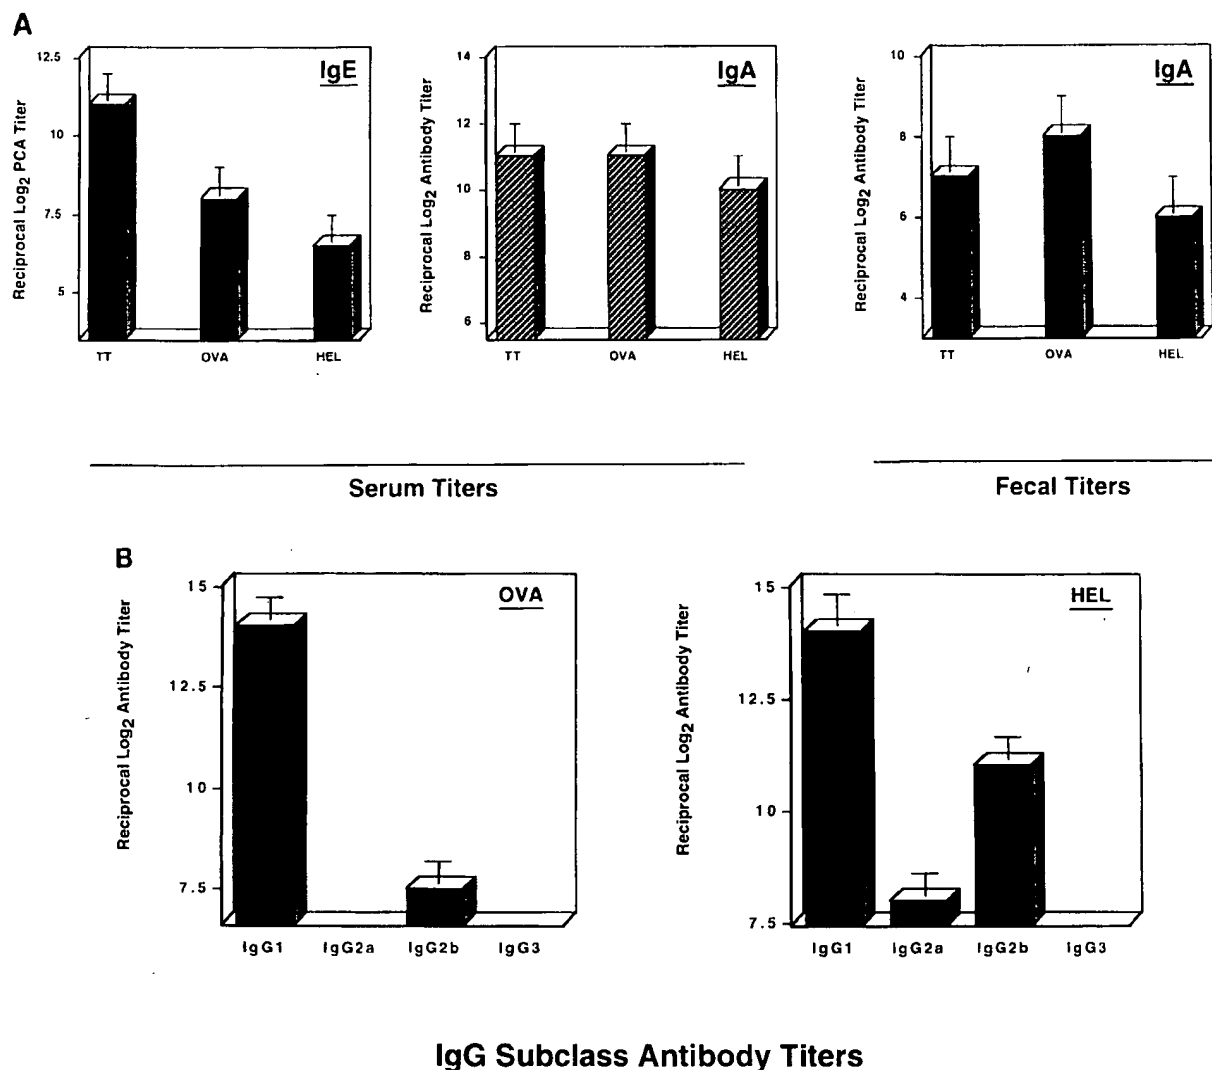 A
IgE
Reciprocal Log2 PCA Titer
12.5
10
7.5
5
TT OVA HEL
IgA
Reciprocal Log2 Antibody Titer
14
12
10
8
6
TT OVA HEL
IgA
Reciprocal Log2 Antibody Titer
10
8
6
4
TT OVA HEL
Serum Titers
Fecal Titers
B
OVA
Reciprocal Log2 Antibody Titer
15
12.5
10
7.5
IgG1 IgG2a IgG2b IgG3
HEL
Reciprocal Log2 Antibody Titer
15
12.5
10
7.5
IgG1 IgG2a IgG2b IgG3
IgG Subclass Antibody Titers